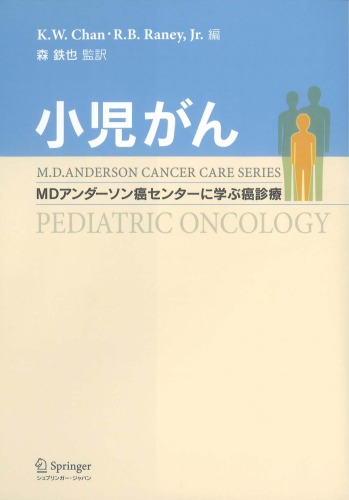 K.W. Chan・R.B. Raney, Jr. 編
森 鉄也 監訳
小児がん
M.D.ANDERSON CANCER CARE SERIES
MDアンダーソン癌センターに学ぶ癌診療
PEDIATRIC ONCOLOGY
Springer
シュプリンガー・ジャパン